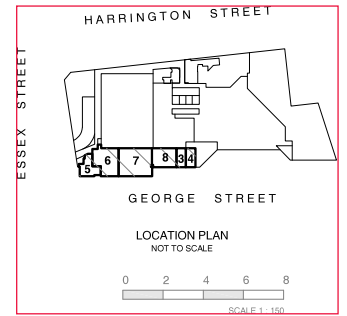 HARRINGTON STREET
ESSEX STREET
5 6 7 8 3 4
GEORGE STREET
LOCATION PLAN
NOT TO SCALE
0 2 4 6 8
SCALE 1 : 150